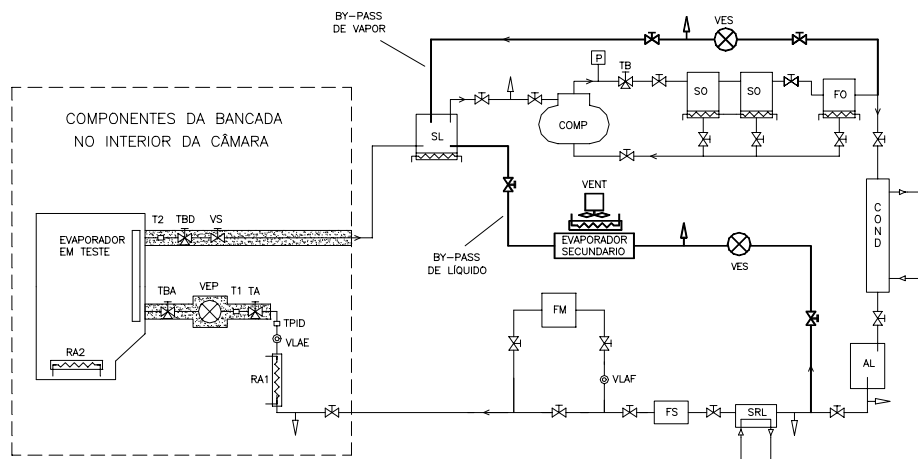 BY-PASS
DE VAPOR
VES
P
TB
SO
SO
FO
COMP
SL
COMPONENTES DA BANCADA
NO INTERIOR DA CÂMARA
VENT
EVAPORADOR
SECUNDARIO
BY-PASS
DE LÍQUIDO
VES
COND
T2
TBD
VS
EVAPORADOR
EM TESTE
TBA
VEP
T1
TA
TPID
VLAE
RA2
RA1
FM
VLAF
FS
SRL
AL